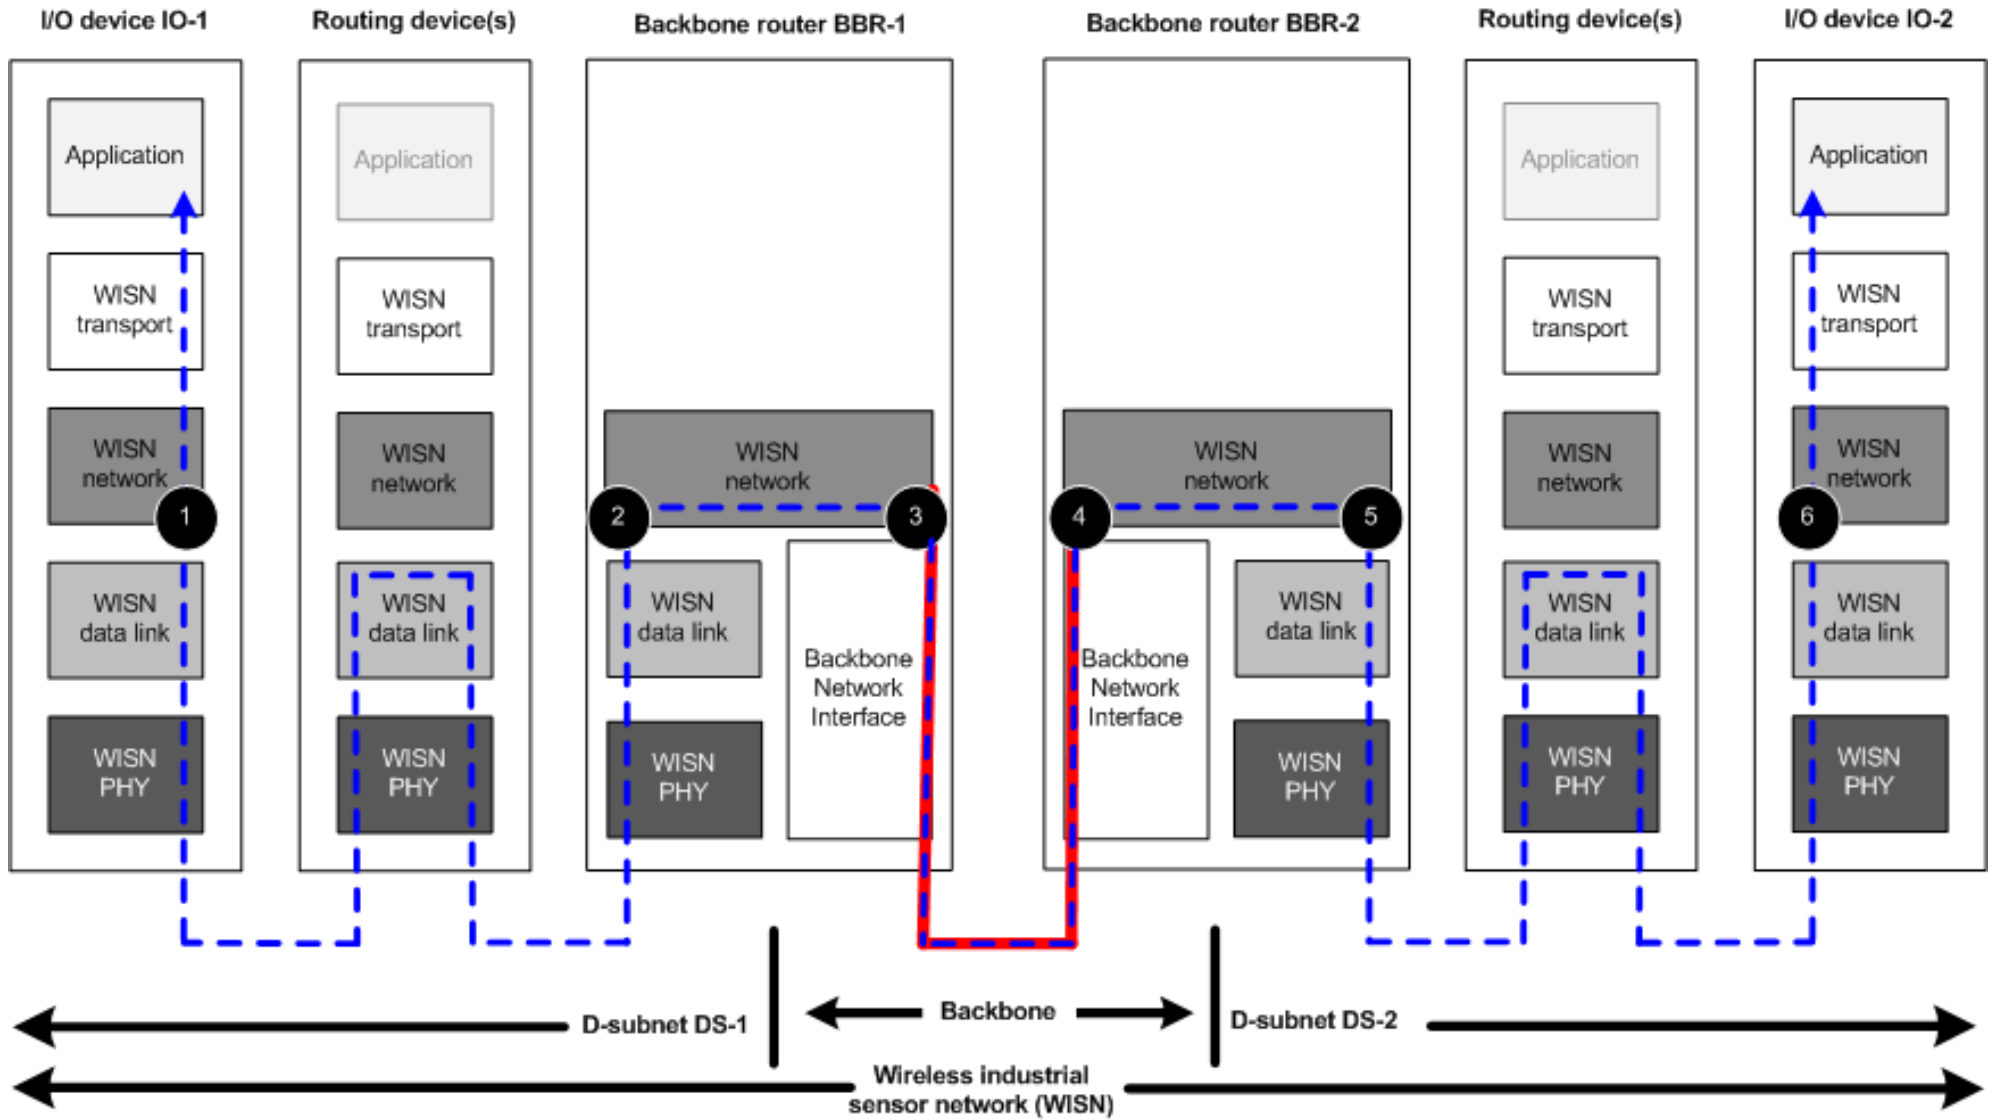 I/O device IO-1
Routing device(s)
Backbone router BBR-1
Backbone router BBR-2
Routing device(s)
I/O device IO-2
Application
WISN
transport
WISN
network
1
WISN
data link
WISN
PHY
Application
WISN
transport
WISN
network
WISN
data link
WISN
PHY
WISN
network
2
3
WISN
data link
WISN
PHY
Backbone
Network
Interface
WISN
network
4
5
Backbone
Network
Interface
WISN
data link
WISN
PHY
Application
WISN
transport
WISN
network
WISN
data link
WISN
PHY
Application
WISN
transport
WISN
network
6
WISN
data link
WISN
PHY
D-subnet DS-1
Backbone
D-subnet DS-2
Wireless industrial
sensor network (WISN)